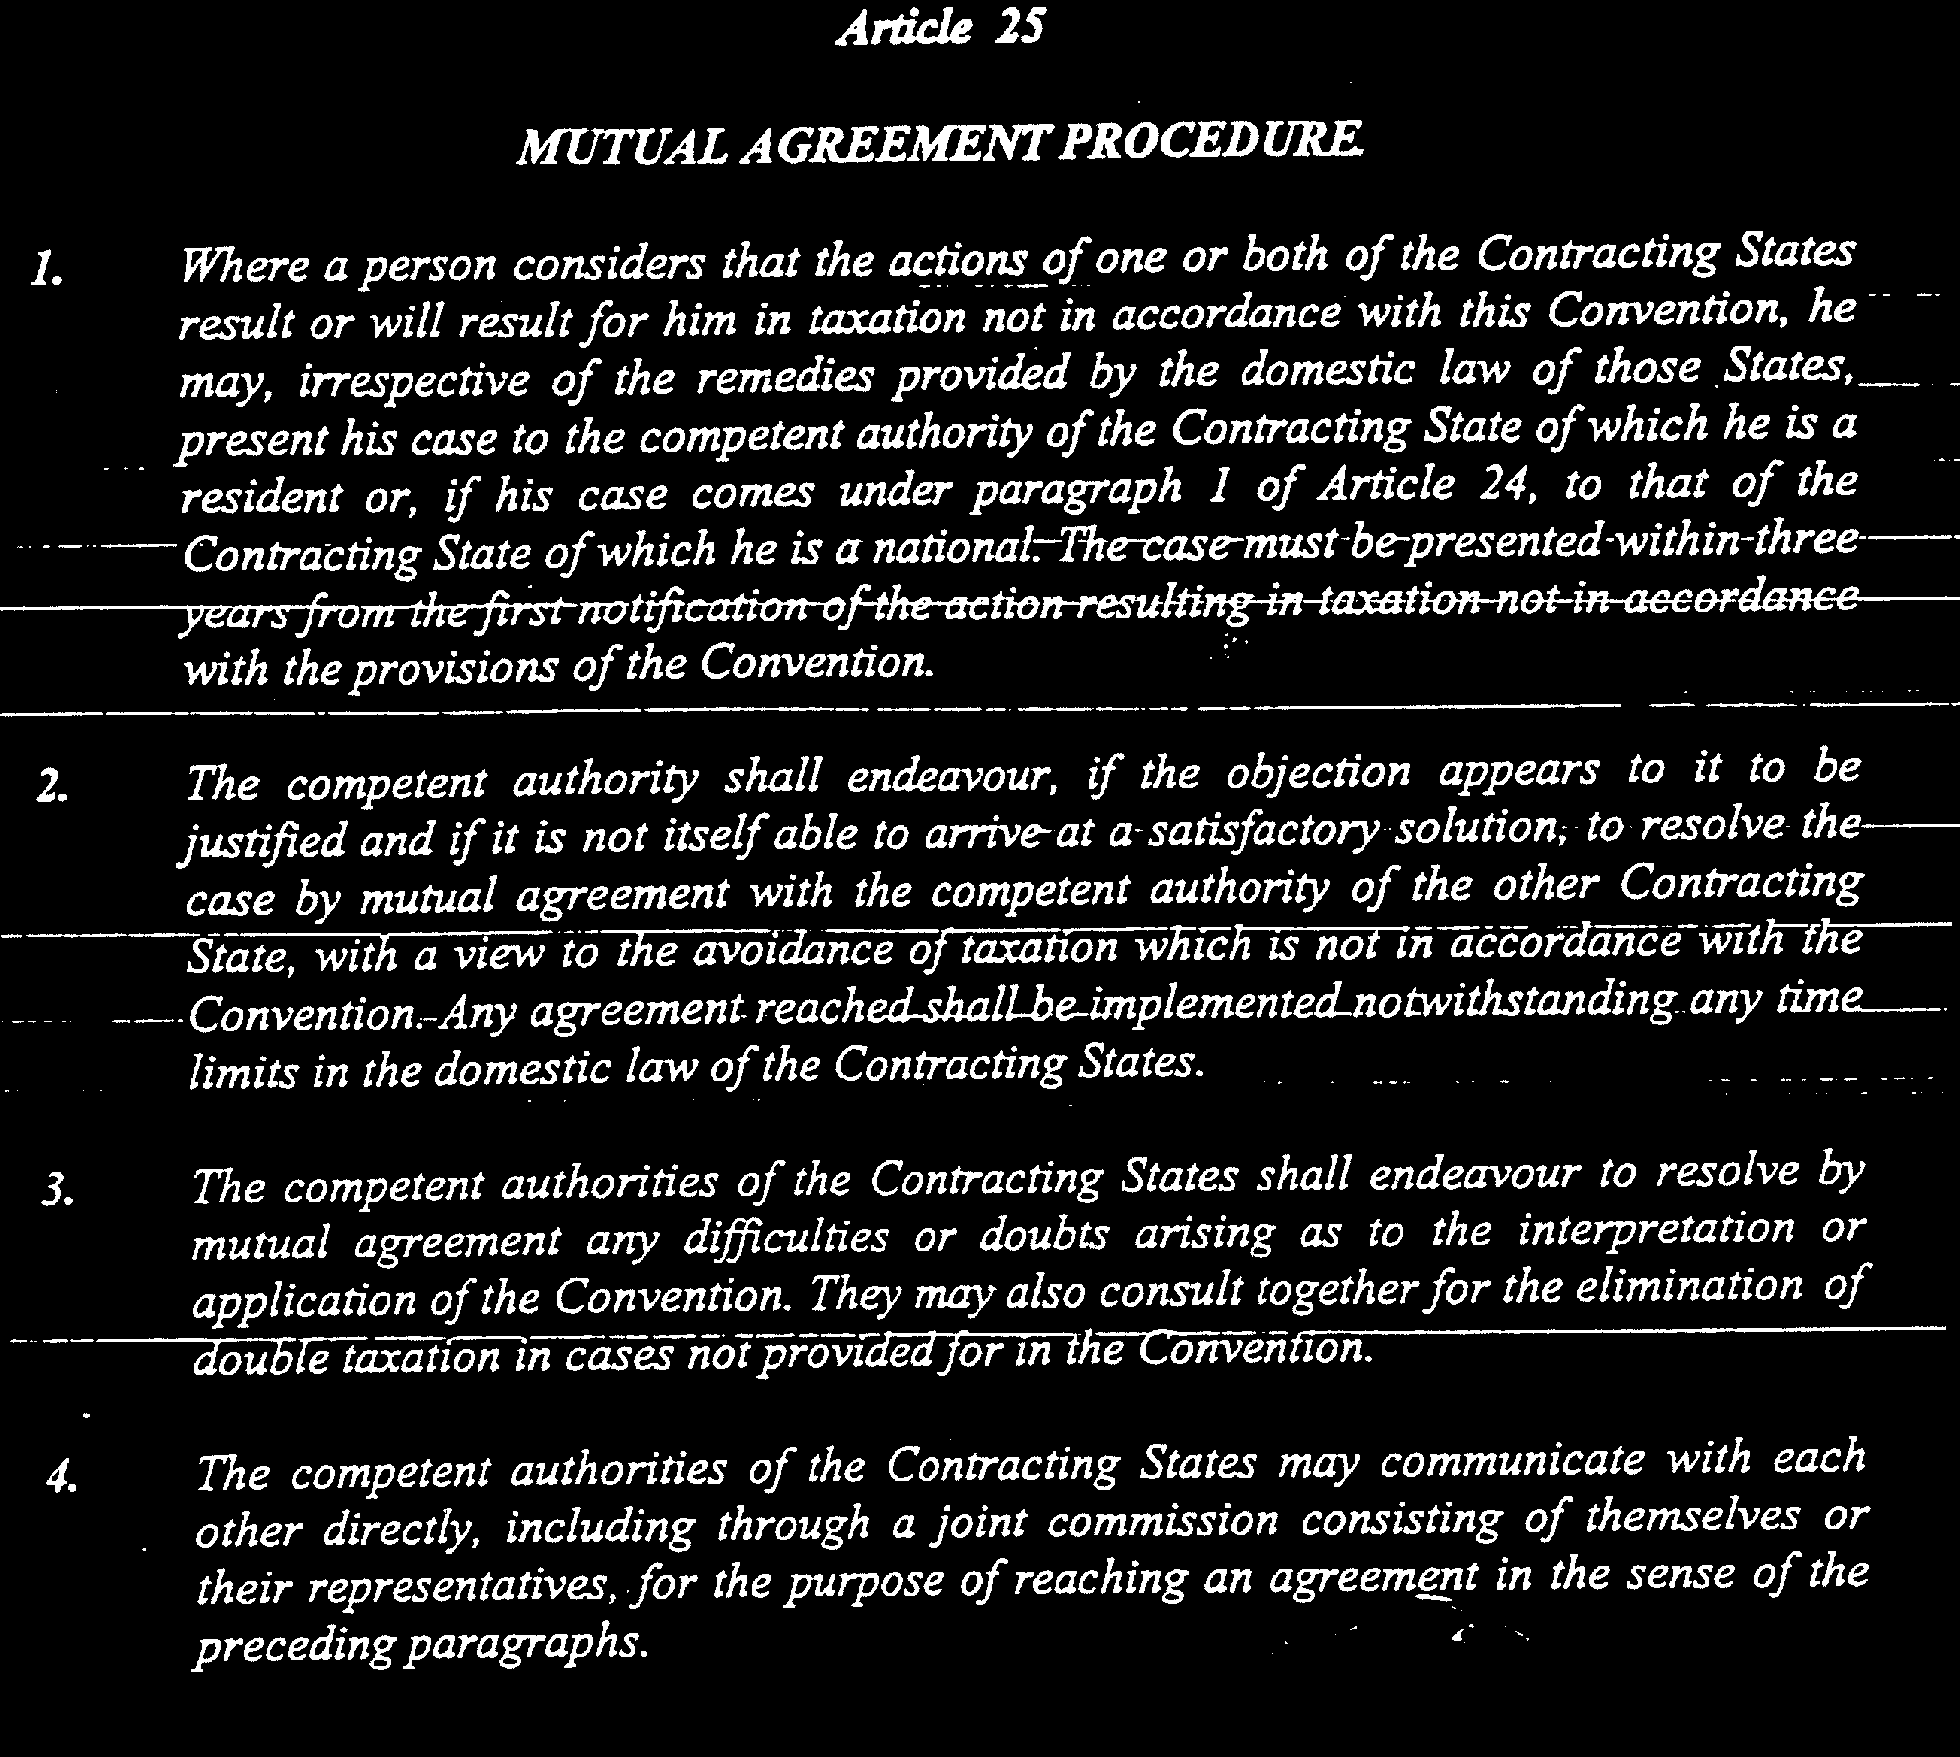 Article 25
MUTUAL AGREEMENT PROCEDURE
1. Where a person considers that the actions of one or both of the Contracting States
result or will result for him in taxation not in accordance with this Convention, he
may, irrespective of the remedies provided by the domestic law of those States,
present his case to the competent authority of the Contracting State of which he is a
resident or, if his case comes under paragraph 1 of Article 24, to that of the
Contracting State of which he is a national. The case must be presented within three
years from the first notification of the action resulting in taxation not in accordance
with the provisions of the Convention.
2. The competent authority shall endeavour, if the objection appears to it to be
justified and if it is not itself able to arrive at a satisfactory solution, to resolve the
case by mutual agreement with the competent authority of the other Contracting
State, with a view to the avoidance of taxation which is not in accordance with the
Convention. Any agreement reached shall be implemented notwithstanding any time
limits in the domestic law of the Contracting States.
3. The competent authorities of the Contracting States shall endeavour to resolve by
mutual agreement any difficulties or doubts arising as to the interpretation or
application of the Convention. They may also consult together for the elimination of
double taxation in cases not provided for in the Convention.
4. The competent authorities of the Contracting States may communicate with each
other directly, including through a joint commission consisting of themselves or
their representatives, for the purpose of reaching an agreement in the sense of the
preceding paragraphs.